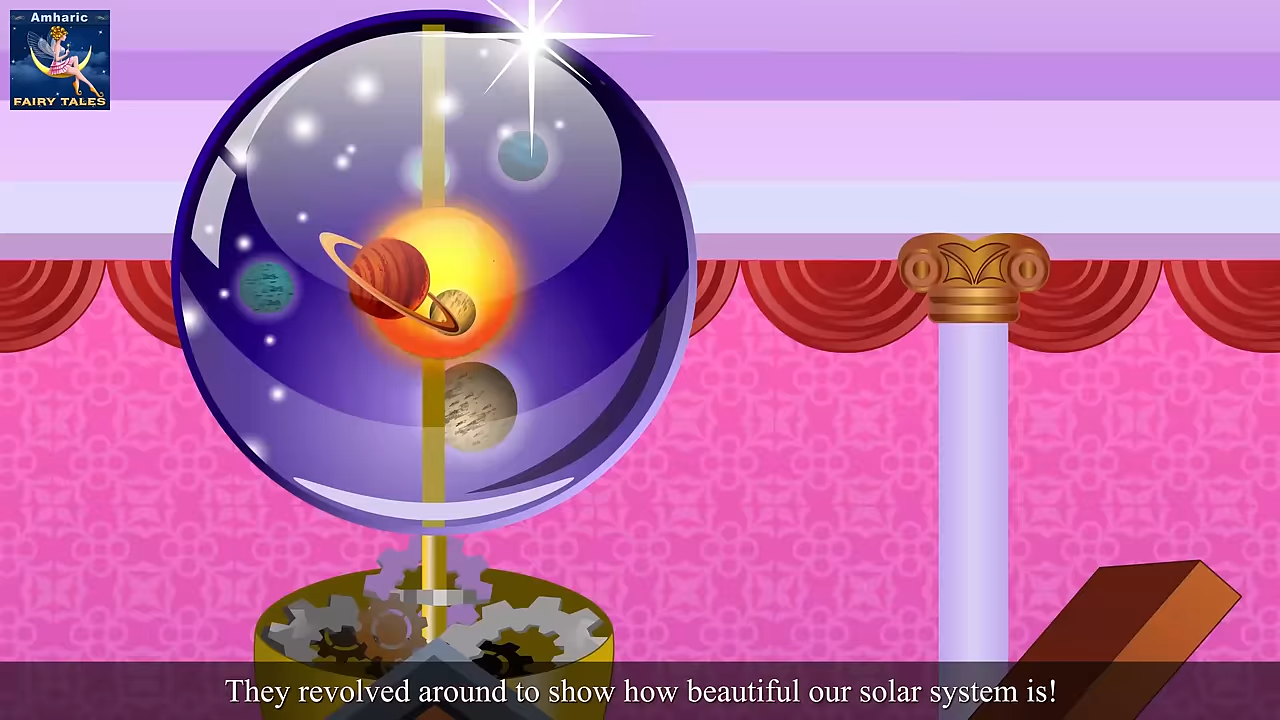 Amharic
FAIRY TALES
They revolved around to show how beautiful our solar system is!